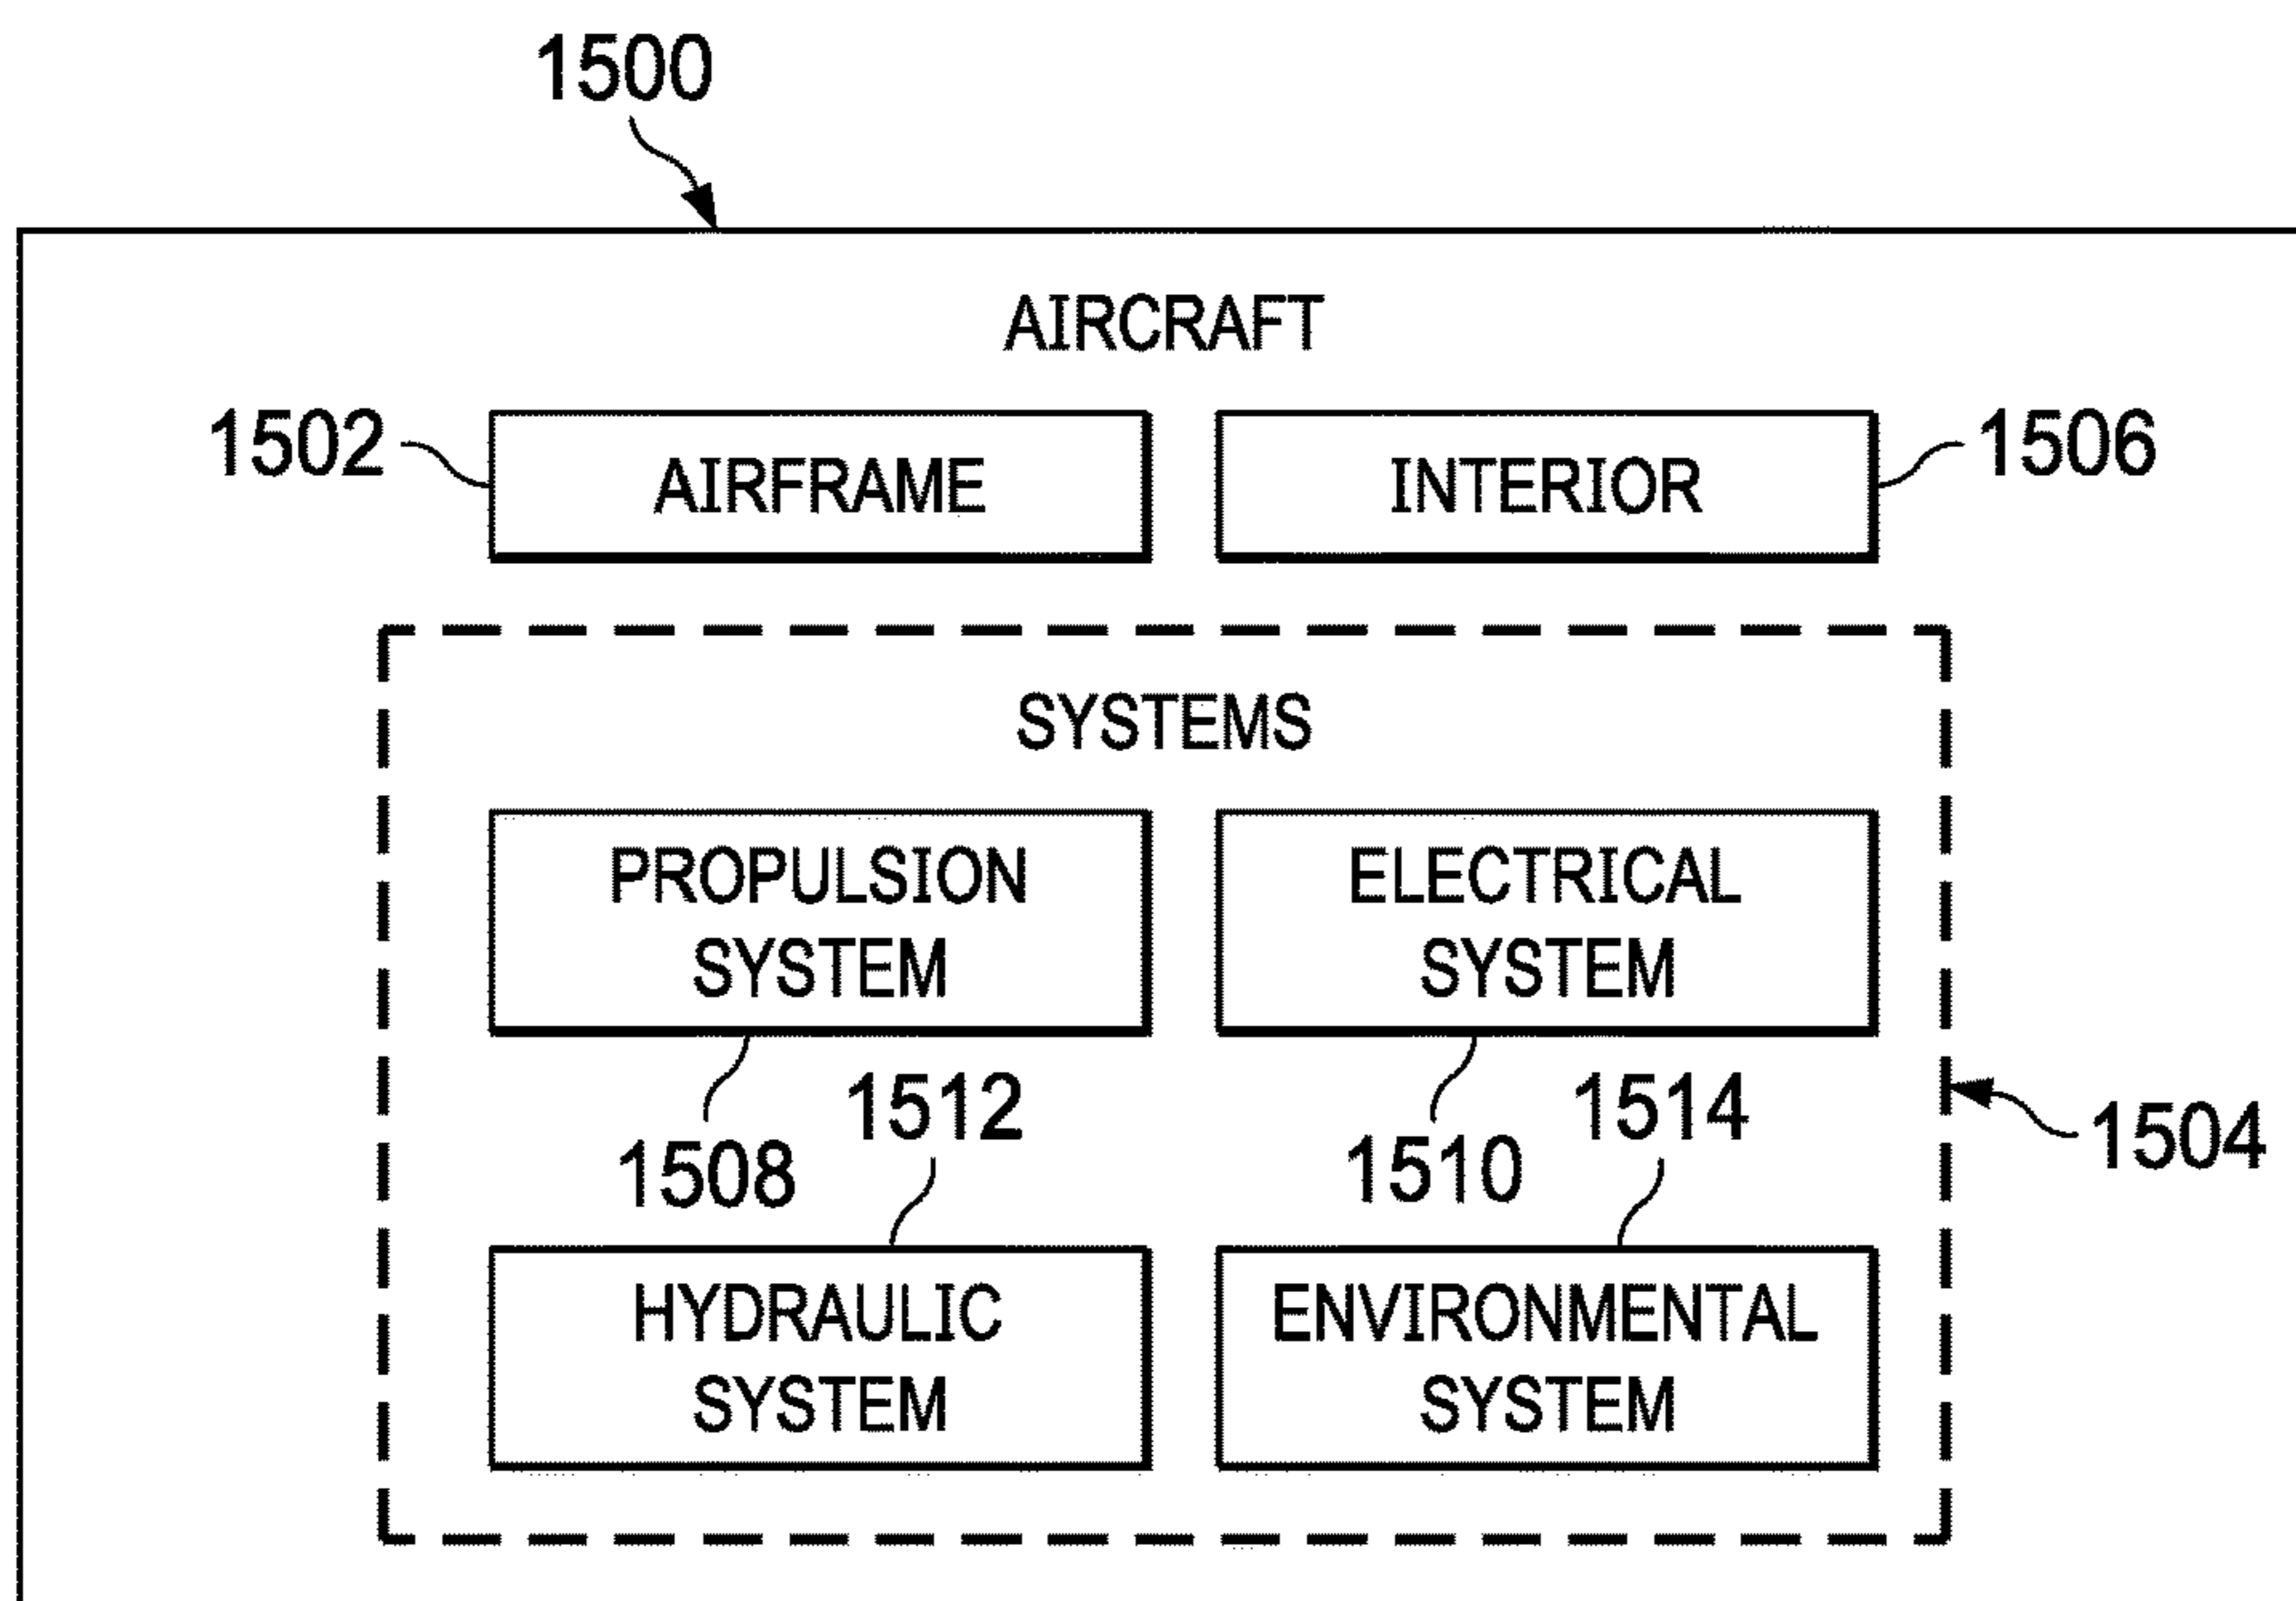 1500
AIRCRAFT
1502
AIRFRAME
INTERIOR
1506
SYSTEMS
PROPULSION
SYSTEM
ELECTRICAL
SYSTEM
1508
1512
1510
1514
1504
HYDRAULIC
SYSTEM
ENVIRONMENTAL
SYSTEM